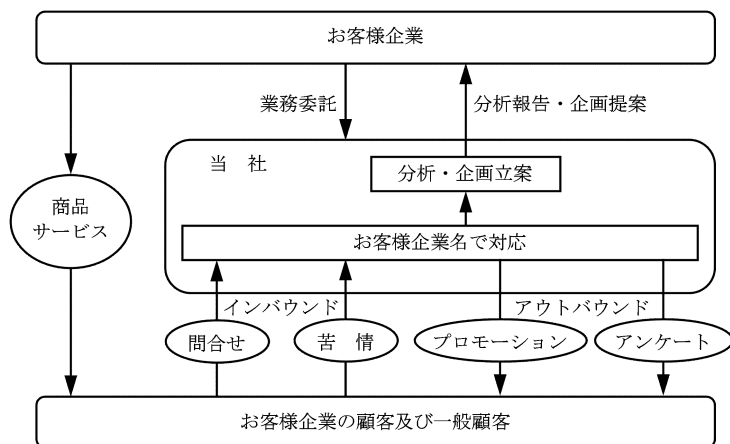 お客様企業
業務委託
分析報告・企画提案
当 社
分析・企画立案
商品
サービス
お客様企業名で対応
インバウンド
アウトバウンド
問合せ
苦 情
プロモーション
アンケート
お客様企業の顧客及び一般顧客